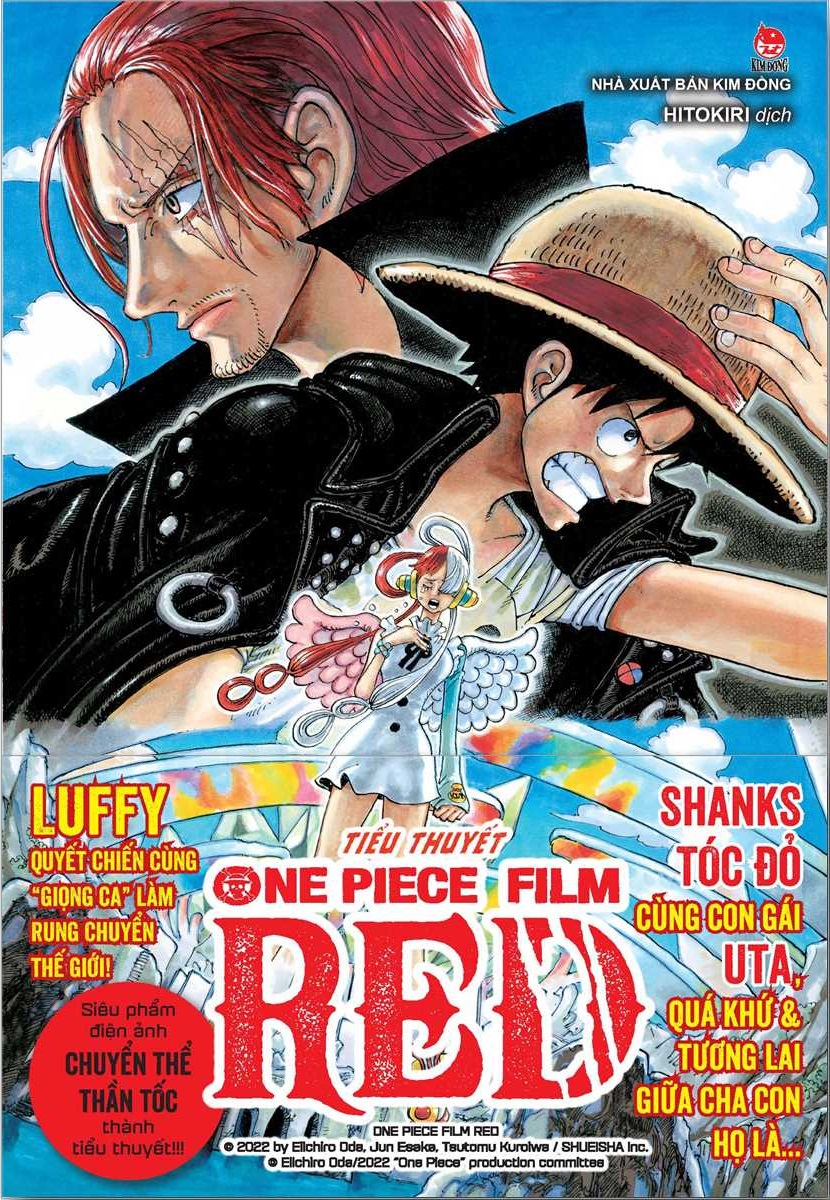 KIM ĐỒNG
NHÀ XUẤT BẢN KIM ĐỒNG
HITOKIRI dịch
LUFFY
QUYẾT CHIẾN CÙNG
“GIỌNG CA” LÀM
RUNG CHUYỂN
THẾ GIỚI!
Siêu phẩm
điện ảnh
CHUYỂN THỂ
THẦN TỐC
thành
tiểu thuyết!!!
TIỂU THUYẾT
ONE PIECE FILM
RED
SHANKS
TÓC ĐỎ
CÙNG CON GÁI
UTA,
QUÁ KHỨ &
TƯƠNG LAI
GIỮA CHA CON
HỌ LÀ...
ONE PIECE FILM RED
© 2022 by Eiichiro Oda, Jun Esaka, Tsutomu Kuroiwa / SHUEISHA Inc.
© Eiichiro Oda/2022 "One Piece" production committee